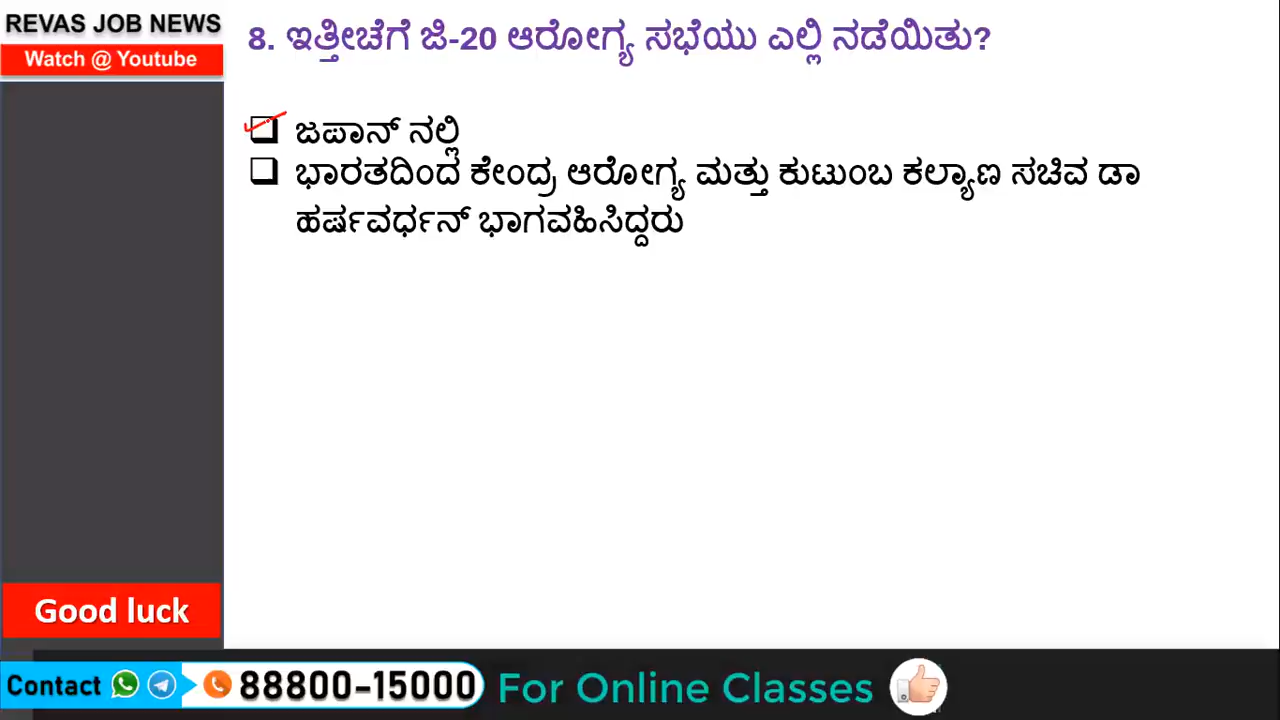 REVAS JOB NEWS
Watch @ Youtube
8. ಇತ್ತೀಚೆಗೆ ಜಿ-20 ಆರೋಗ್ಯ ಸಭೆಯು ಎಲ್ಲಿ ನಡೆಯಿತು?
ಜಪಾನ್ ನಲ್ಲಿ
ಭಾರತದಿಂದ ಕೇಂದ್ರ ಆರೋಗ್ಯ ಮತ್ತು ಕುಟುಂಬ ಕಲ್ಯಾಣ ಸಚಿವ ಡಾ
ಹರ್ಷವರ್ಧನ್ ಭಾಗವಹಿಸಿದ್ದರು
Good luck
Contact 88800-15000 For Online Classes